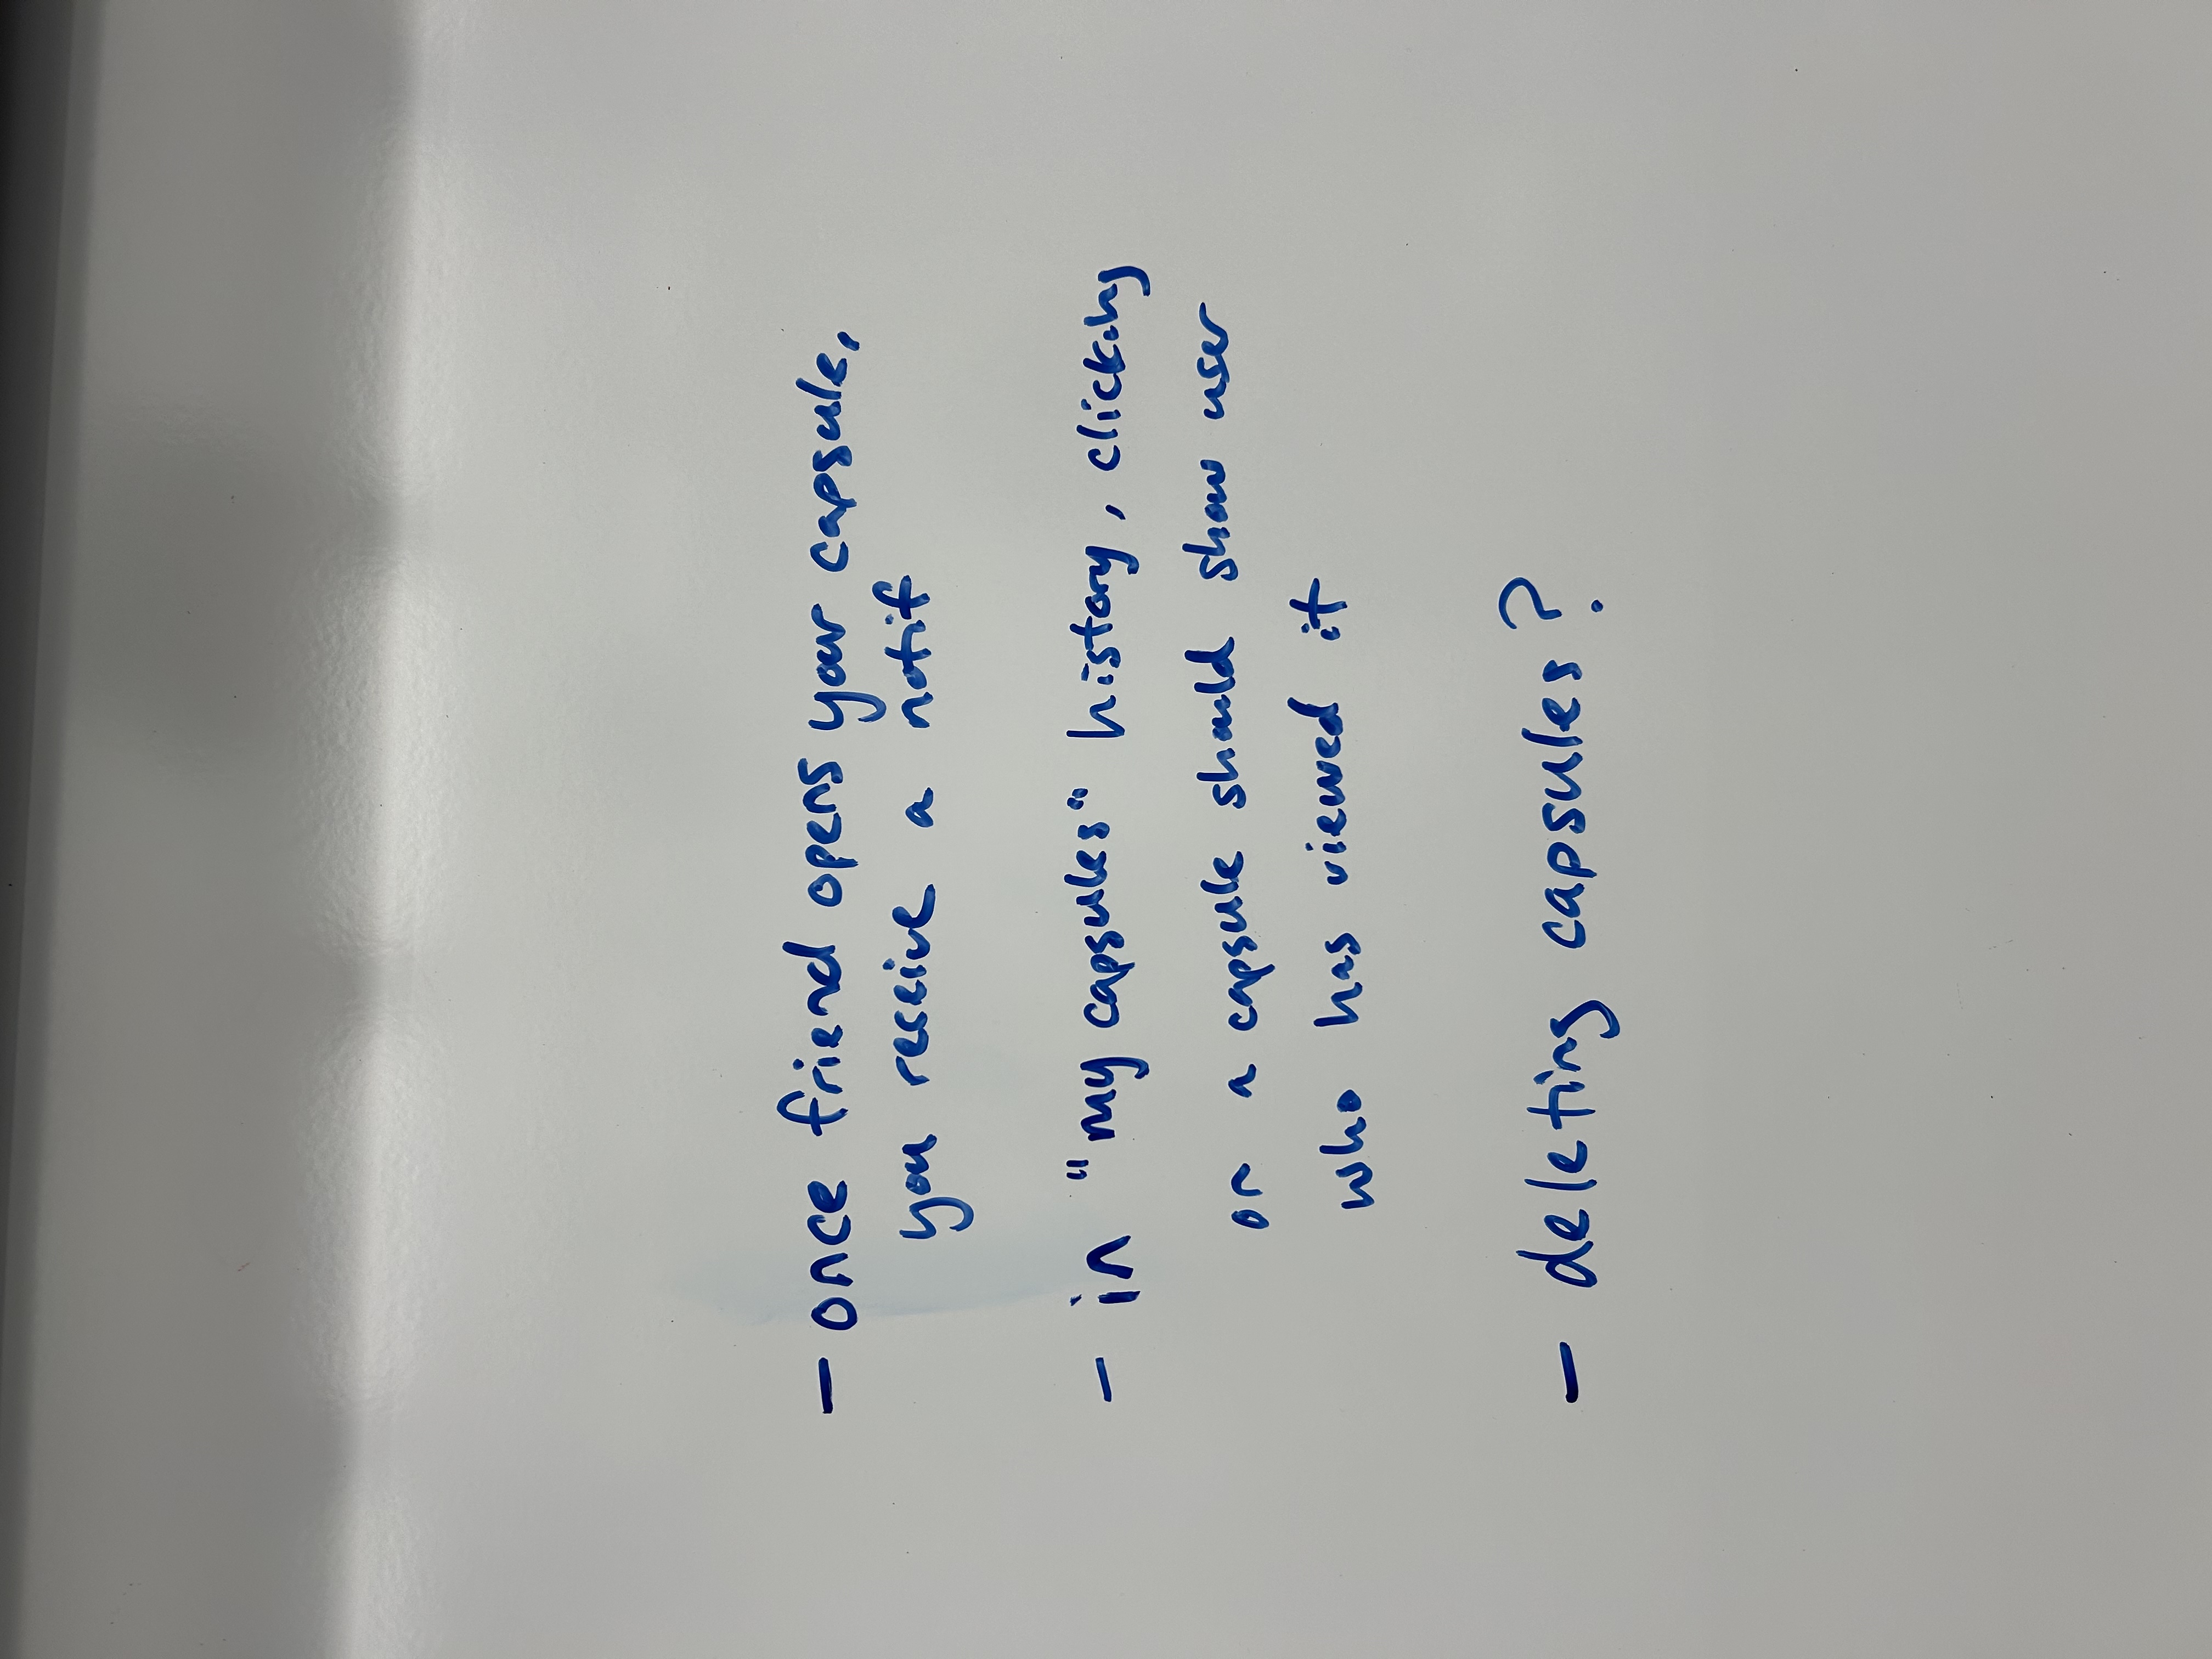 - once friend opens your capsule,
you receive a notif
- in "my capsules" history, clicking
on a capsule should show user
who has viewed it
- deleting capsules?